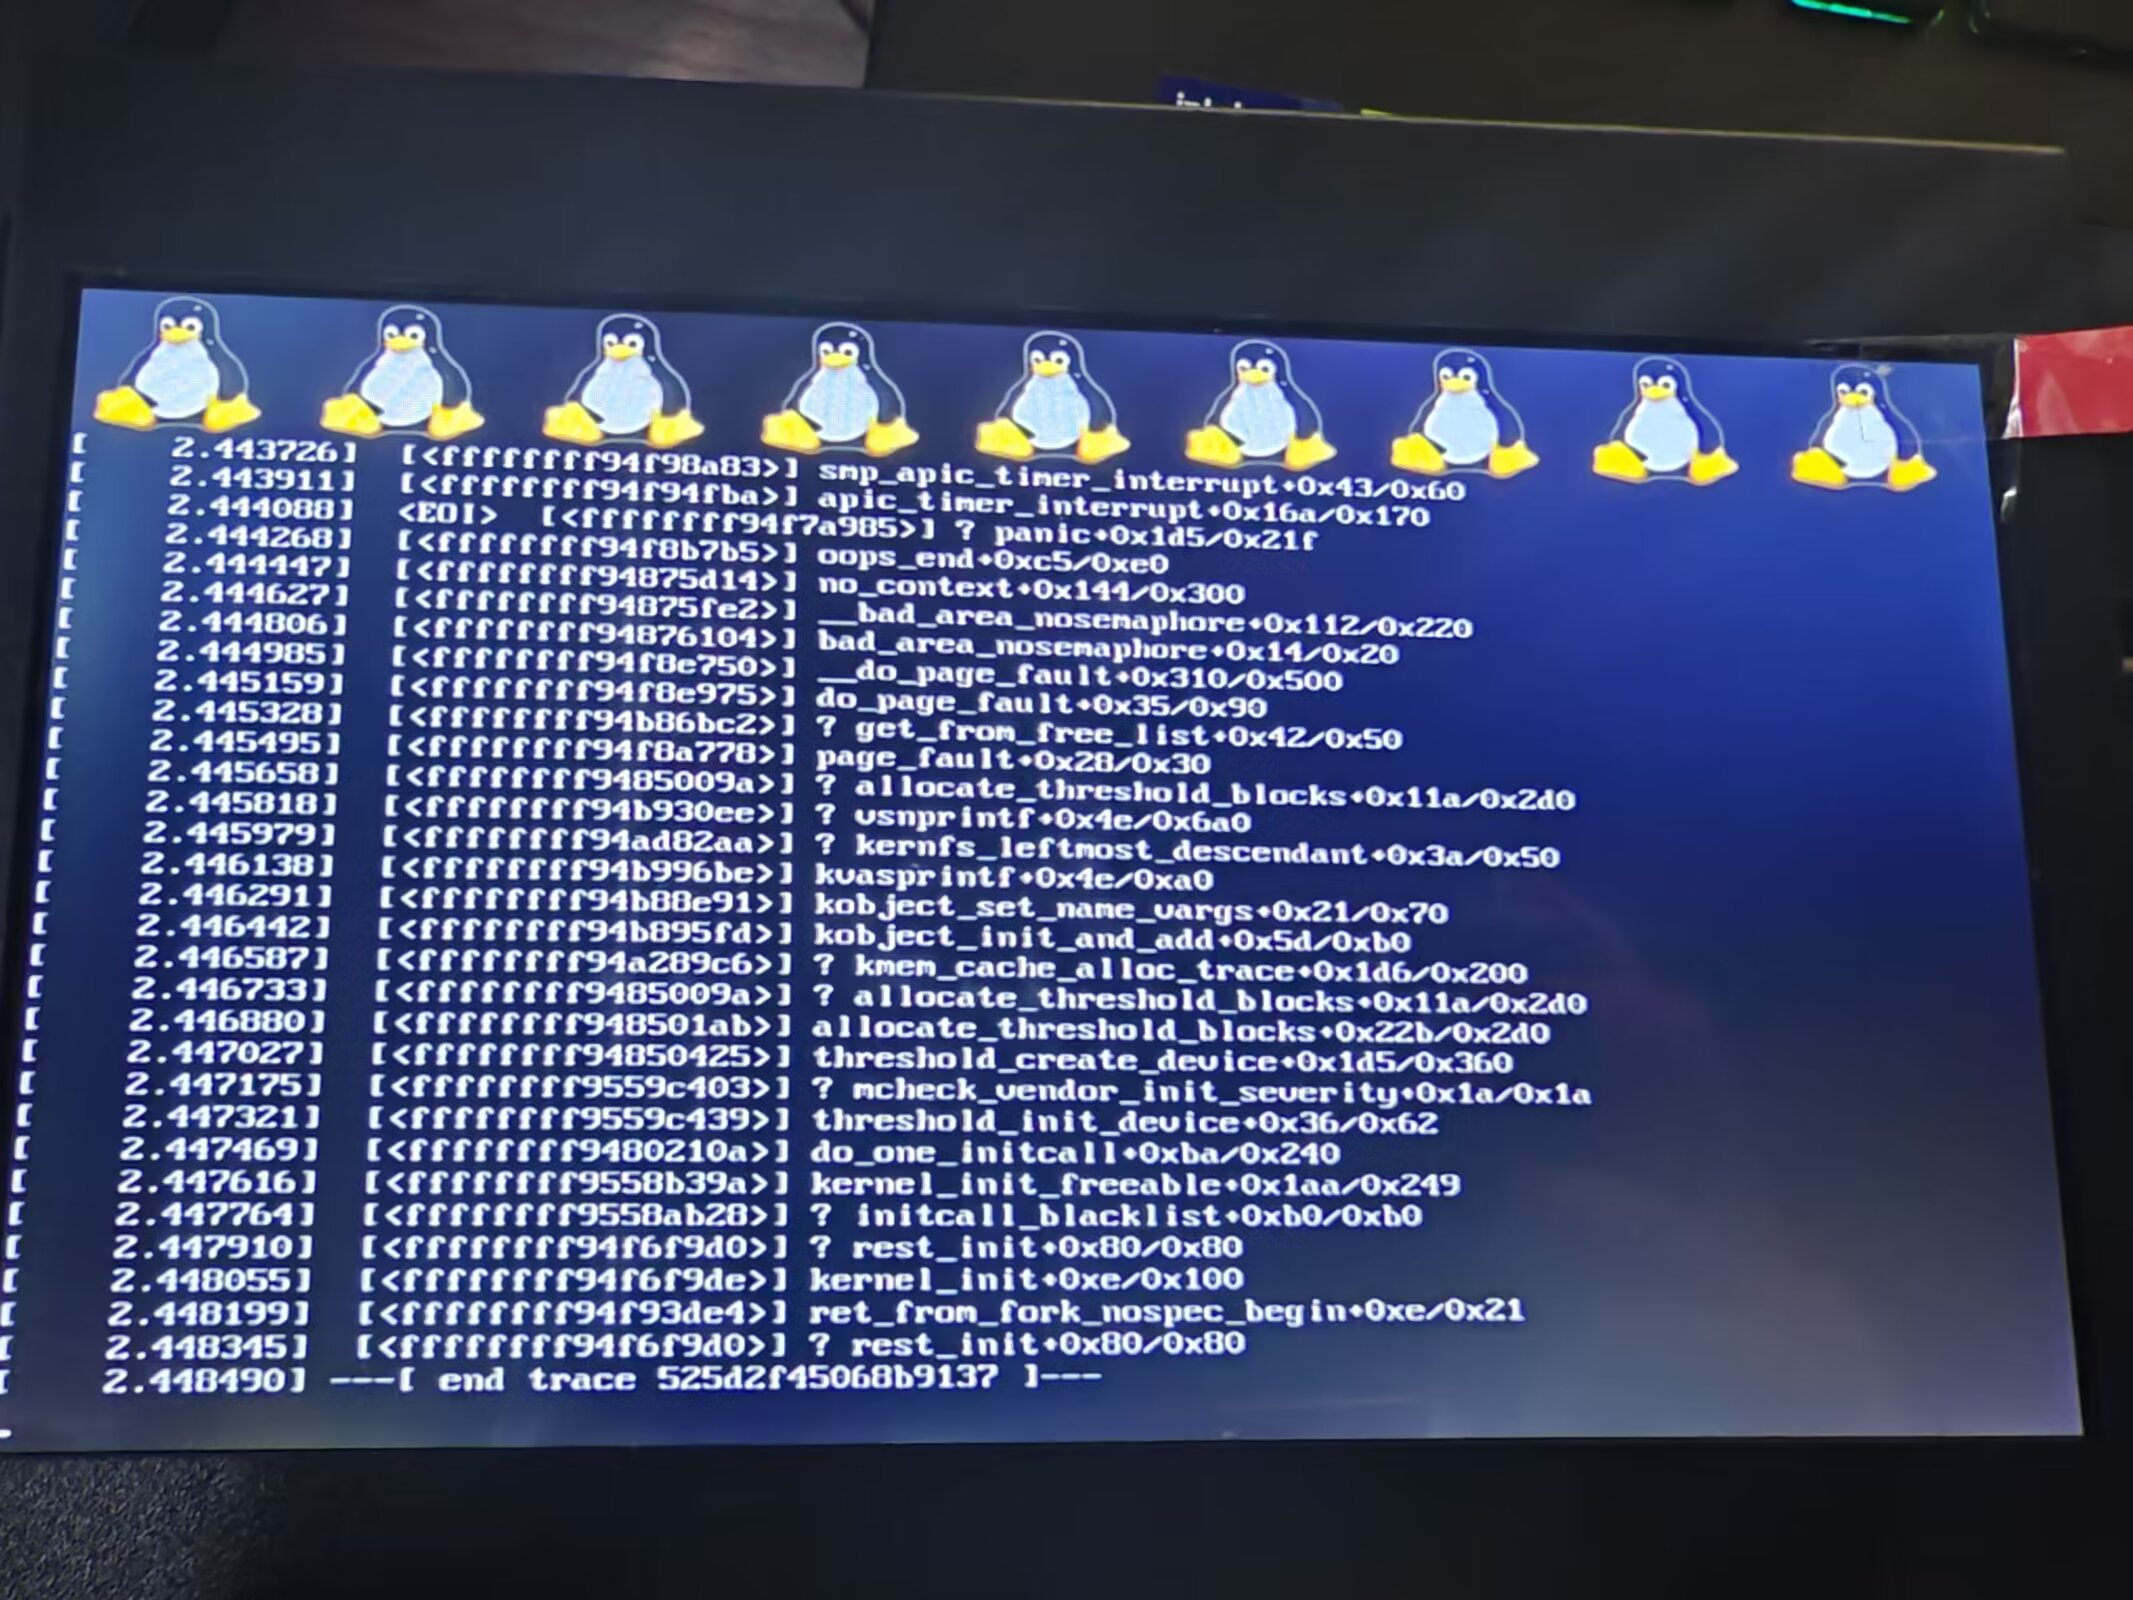 [    2.443726]  [<ffffffff94f98a83>] smp_apic_timer_interrupt+0x43/0x60
[    2.443911]  [<ffffffff94f94fba>] apic_timer_interrupt+0x16a/0x170
[    2.444088]  <EOI>  [<ffffffff94f7a985>] ? panic+0x1d5/0x21f
[    2.444268]  [<ffffffff94f8b7b5>] oops_end+0xc5/0xe0
[    2.444447]  [<ffffffff94875d14>] no_context+0x144/0x300
[    2.444627]  [<ffffffff94875fe2>] __bad_area_nosemaphore+0x112/0x220
[    2.444806]  [<ffffffff94876104>] bad_area_nosemaphore+0x14/0x20
[    2.444985]  [<ffffffff94f8e750>] __do_page_fault+0x310/0x500
[    2.445159]  [<ffffffff94f8e975>] do_page_fault+0x35/0x90
[    2.445328]  [<ffffffff94b86bc2>] ? get_from_free_list+0x42/0x50
[    2.445495]  [<ffffffff94f8a778>] page_fault+0x28/0x30
[    2.445658]  [<ffffffff9485009a>] ? allocate_threshold_blocks+0x11a/0x2d0
[    2.445818]  [<ffffffff94b930ee>] ? vsnprintf+0x4e/0x6a0
[    2.445979]  [<ffffffff94ad82aa>] ? kernfs_leftmost_descendant+0x3a/0x50
[    2.446138]  [<ffffffff94b996be>] kvasprintf+0x4e/0xa0
[    2.446291]  [<ffffffff94b88e91>] kobject_set_name_vargs+0x21/0x70
[    2.446442]  [<ffffffff94b895fd>] kobject_init_and_add+0x5d/0xb0
[    2.446587]  [<ffffffff94a289c6>] ? kmem_cache_alloc_trace+0x1d6/0x200
[    2.446733]  [<ffffffff9485009a>] ? allocate_threshold_blocks+0x11a/0x2d0
[    2.446880]  [<ffffffff948501ab>] allocate_threshold_blocks+0x22b/0x2d0
[    2.447027]  [<ffffffff94850425>] threshold_create_device+0x1d5/0x360
[    2.447175]  [<ffffffff9559c403>] ? mcheck_vendor_init_severity+0x1a/0x1a
[    2.447321]  [<ffffffff9559c439>] threshold_init_device+0x36/0x62
[    2.447469]  [<ffffffff9480210a>] do_one_initcall+0xba/0x240
[    2.447616]  [<ffffffff9558b39a>] kernel_init_freeable+0x1aa/0x249
[    2.447764]  [<ffffffff9558ab28>] ? initcall_blacklist+0xb0/0xb0
[    2.447910]  [<ffffffff94f6f9d0>] ? rest_init+0x80/0x80
[    2.448055]  [<ffffffff94f6f9de>] kernel_init+0xe/0x100
[    2.448199]  [<ffffffff94f93de4>] ret_from_fork_nospec_begin+0xe/0x21
[    2.448345]  [<ffffffff94f6f9d0>] ? rest_init+0x80/0x80
[    2.448490] ---[ end trace 525d2f45068b9137 ]---